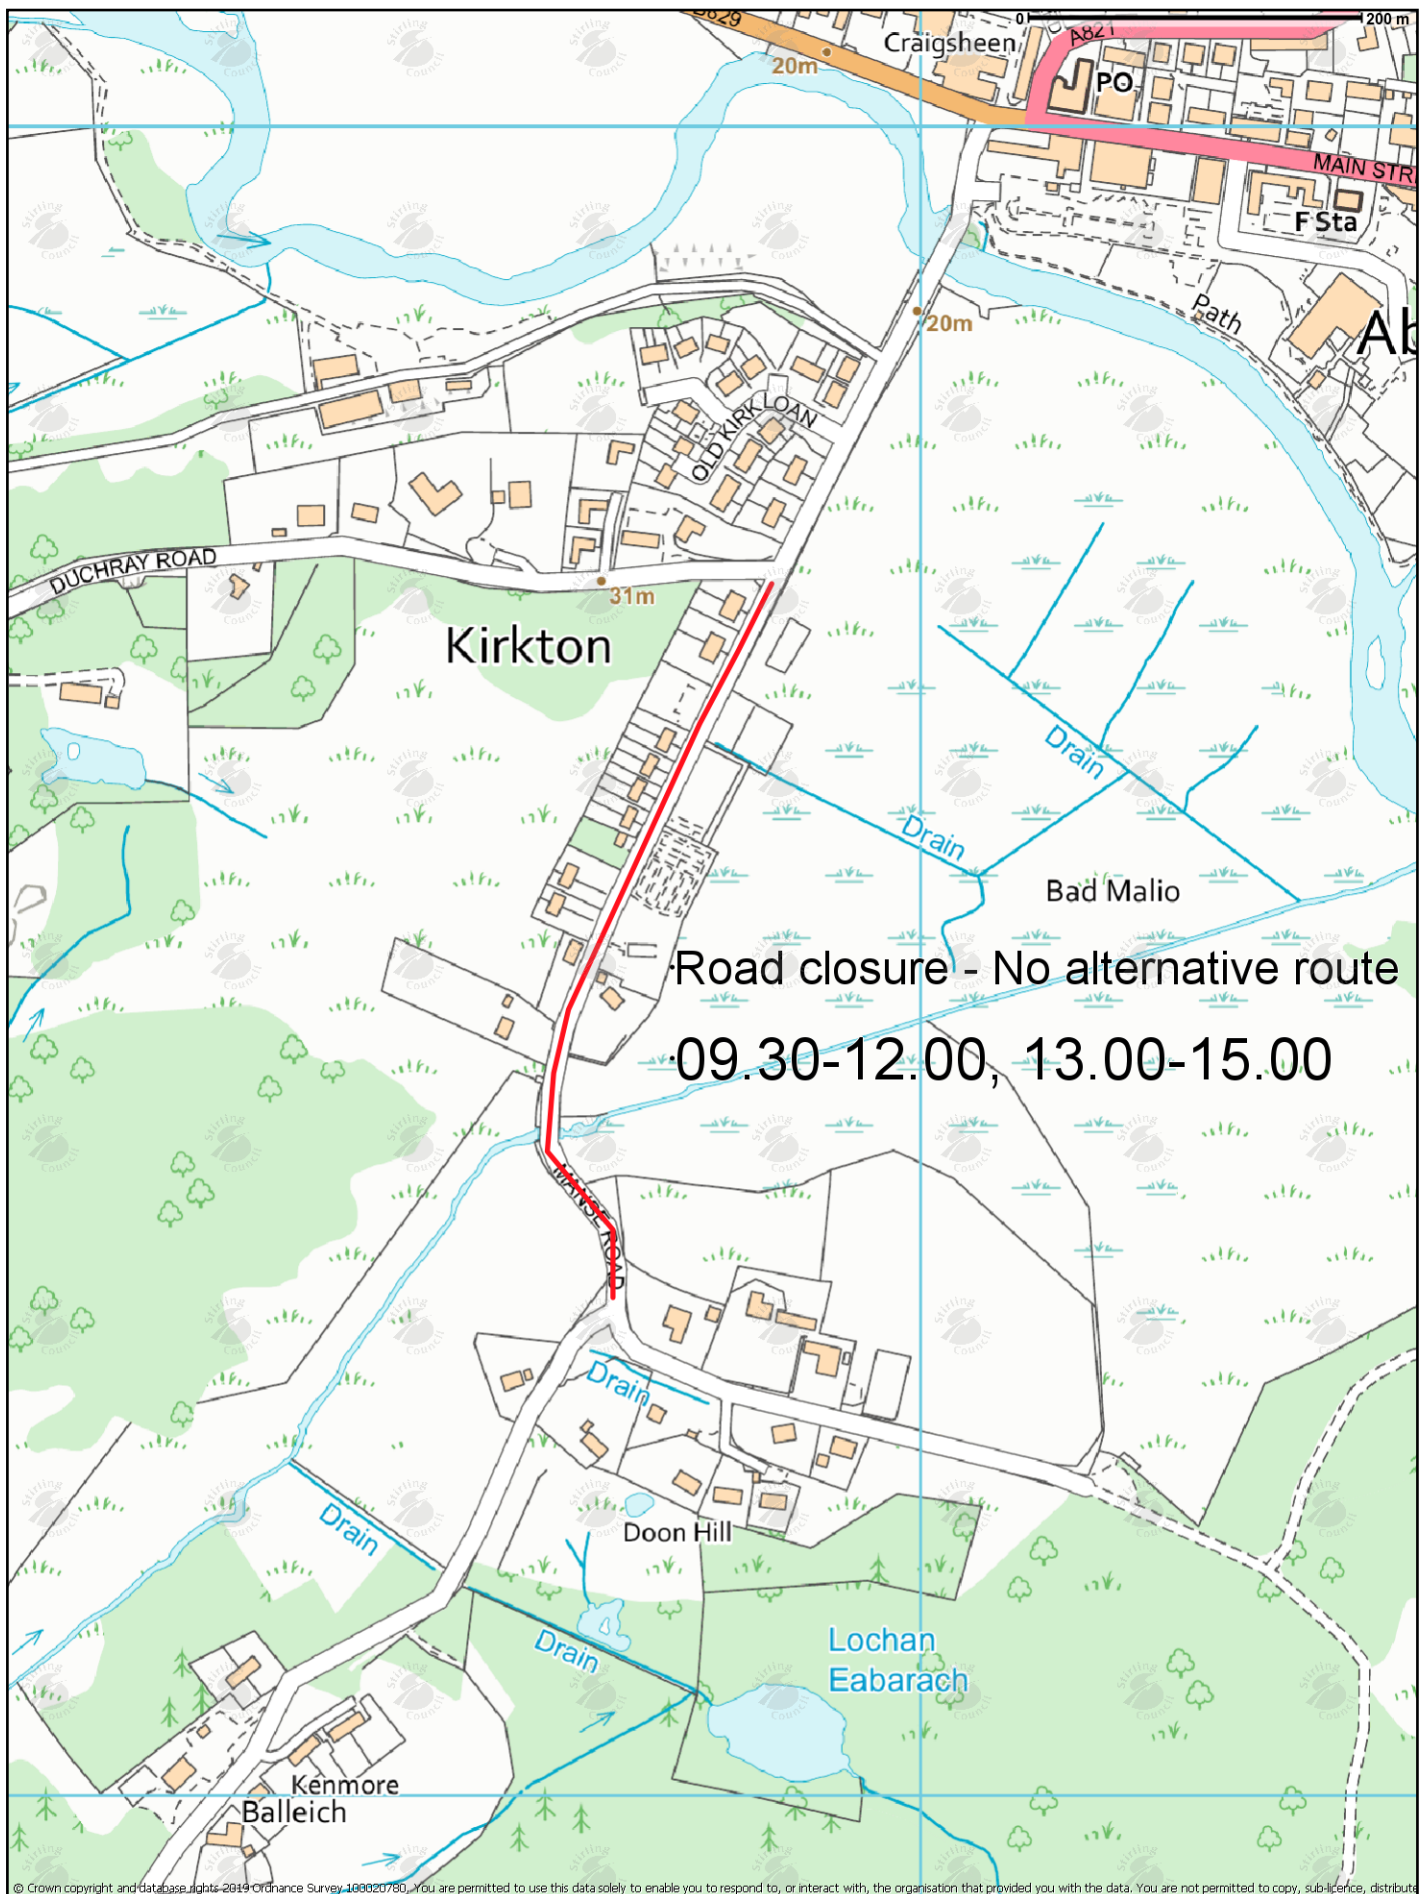 0
200 m
B829
A821
Craigsheen
20m
PO
MAIN STR
F Sta
Path
20m
Ab
OLD KIRK LOAN
DUCHRAY ROAD
31m
Kirkton
Drain
Drain
Bad Malio
Road closure - No alternative route
09.30-12.00, 13.00-15.00
MANSE ROAD
Drain
Drain
Doon Hill
Drain
Lochan
Eabarach
Kenmore
Balleich
Stirling
Council
© Crown copyright and database rights 2019 Ordnance Survey 100020780. You are permitted to use this data solely to enable you to respond to, or interact with, the organisation that provided you with the data. You are not permitted to copy, sub-licence, distribute